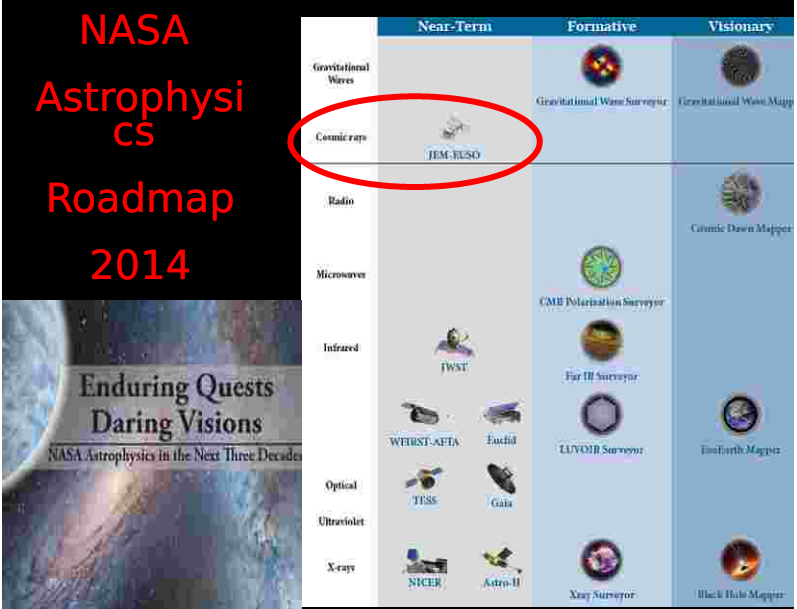 NASA
Astrophysi
cs
Roadmap
2014
Enduring Quests
Daring Visions
NASA Astrophysics in the Next Three Decades
Near-Term Formative Visionary
Gravitational
Waves
Gravitational Wave Surveyor Gravitational Wave Mapp
Cosmic rays
JEM-EUSO
Radio
Cosmic Dawn Mapper
Microwaves
CMB Polarization Surveyor
Infrared
JWST
Far IR Surveyor
WFIRST-AFTA Euclid LUVOIR Surveyor ExoEarth Mapper
Optical
TESS Gaia
Ultraviolet
X-rays
NICER Astro-H Xray Surveyor Black Hole Mapper